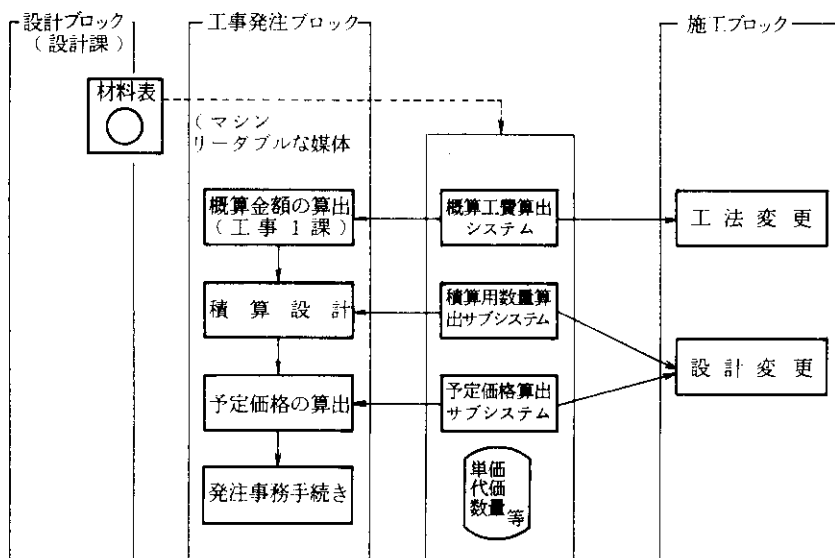 設計ブロック
(設計課)
工事発注ブロック
施工ブロック
材料表
(マシン
リーダブルな媒体
概算金額の算出
(工事1課)
概算工費算出
システム
工法変更
積算設計
積算用数量算
出サブシステム
設計変更
予定価格の算出
予定価格算出
サブシステム
発注事務手続き
単価
代価
数量等